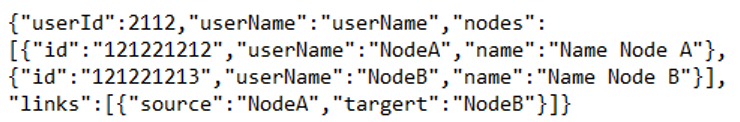 {"userId":2112,"userName":"userName","nodes":
[{"id":"121221212","userName":"NodeA","name":"Name Node A"},
{"id":"121221213","userName":"NodeB","name":"Name Node B"}],
"links":[{"source":"NodeA","targert":"NodeB"}]}